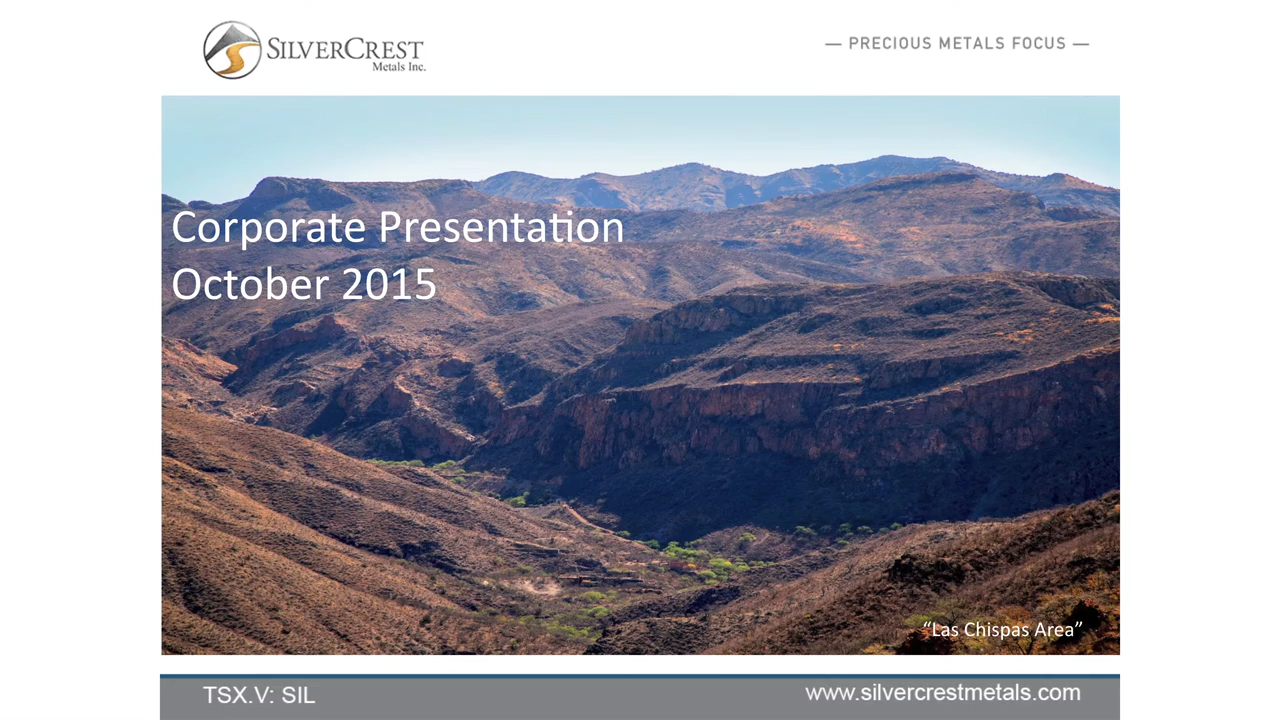 SILVERCREST
Metals Inc.
— PRECIOUS METALS FOCUS —
Corporate Presentation
October 2015
“Las Chispas Area”
TSX.V: SIL
www.silvercrestmetals.com